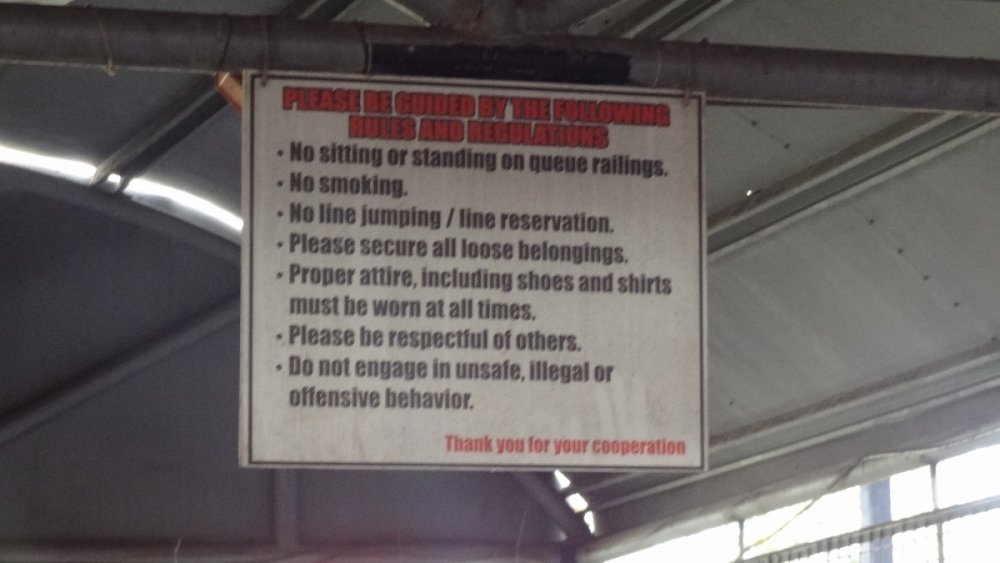 PLEASE BE GUIDED BY THE FOLLOWING
RULES AND REGULATIONS
• No sitting or standing on queue railings.
• No smoking.
• No line jumping / line reservation.
• Please secure all loose belongings.
• Proper attire, including shoes and shirts
must be worn at all times.
• Please be respectful of others.
• Do not engage in unsafe, illegal or
offensive behavior.
Thank you for your cooperation